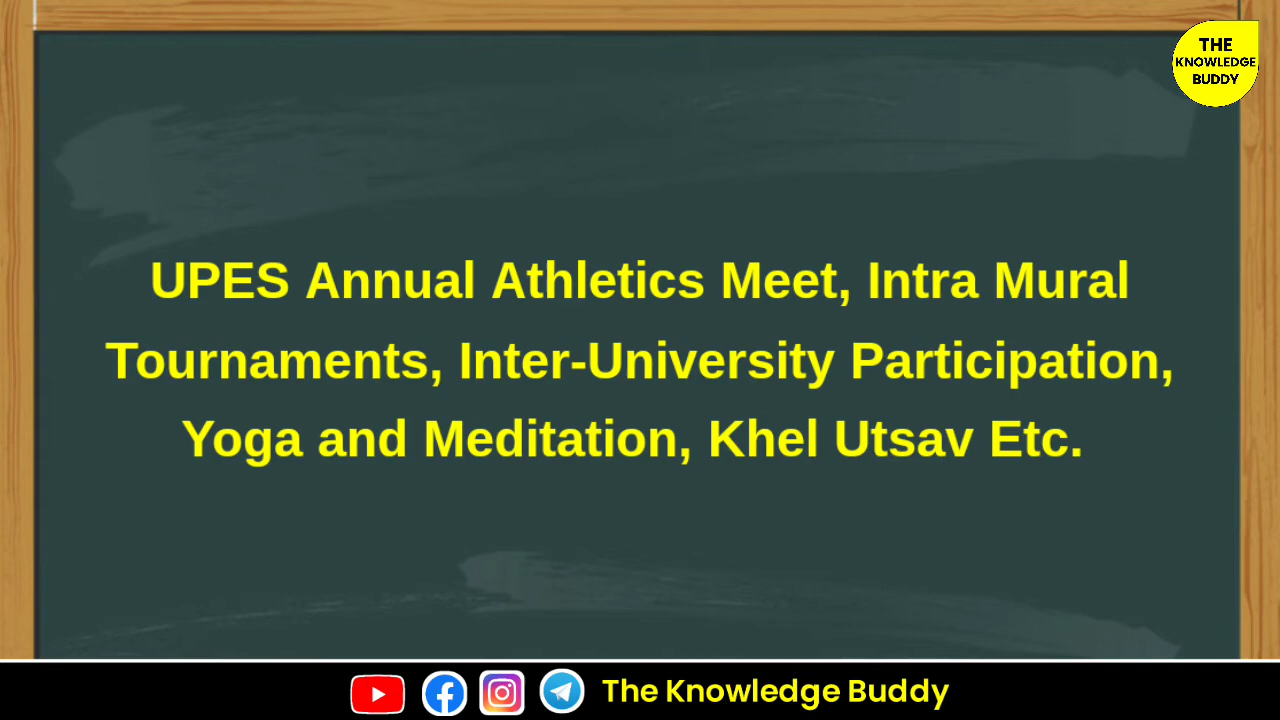 THE
KNOWLEDGE
BUDDY
UPES Annual Athletics Meet, Intra Mural
Tournaments, Inter-University Participation,
Yoga and Meditation, Khel Utsav Etc.
The Knowledge Buddy